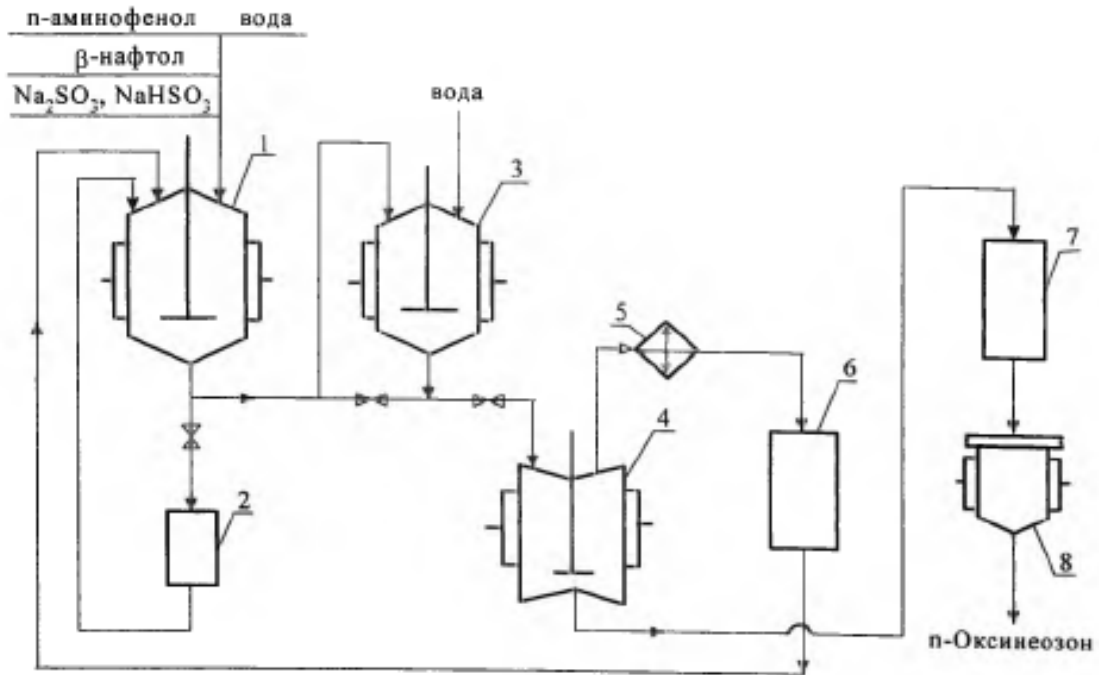 п-аминофенол вода
β-нафтол
Na₂SO₃, NaHSO₃
вода
1
3
7
5
6
4
2
8
п-Оксинеозон